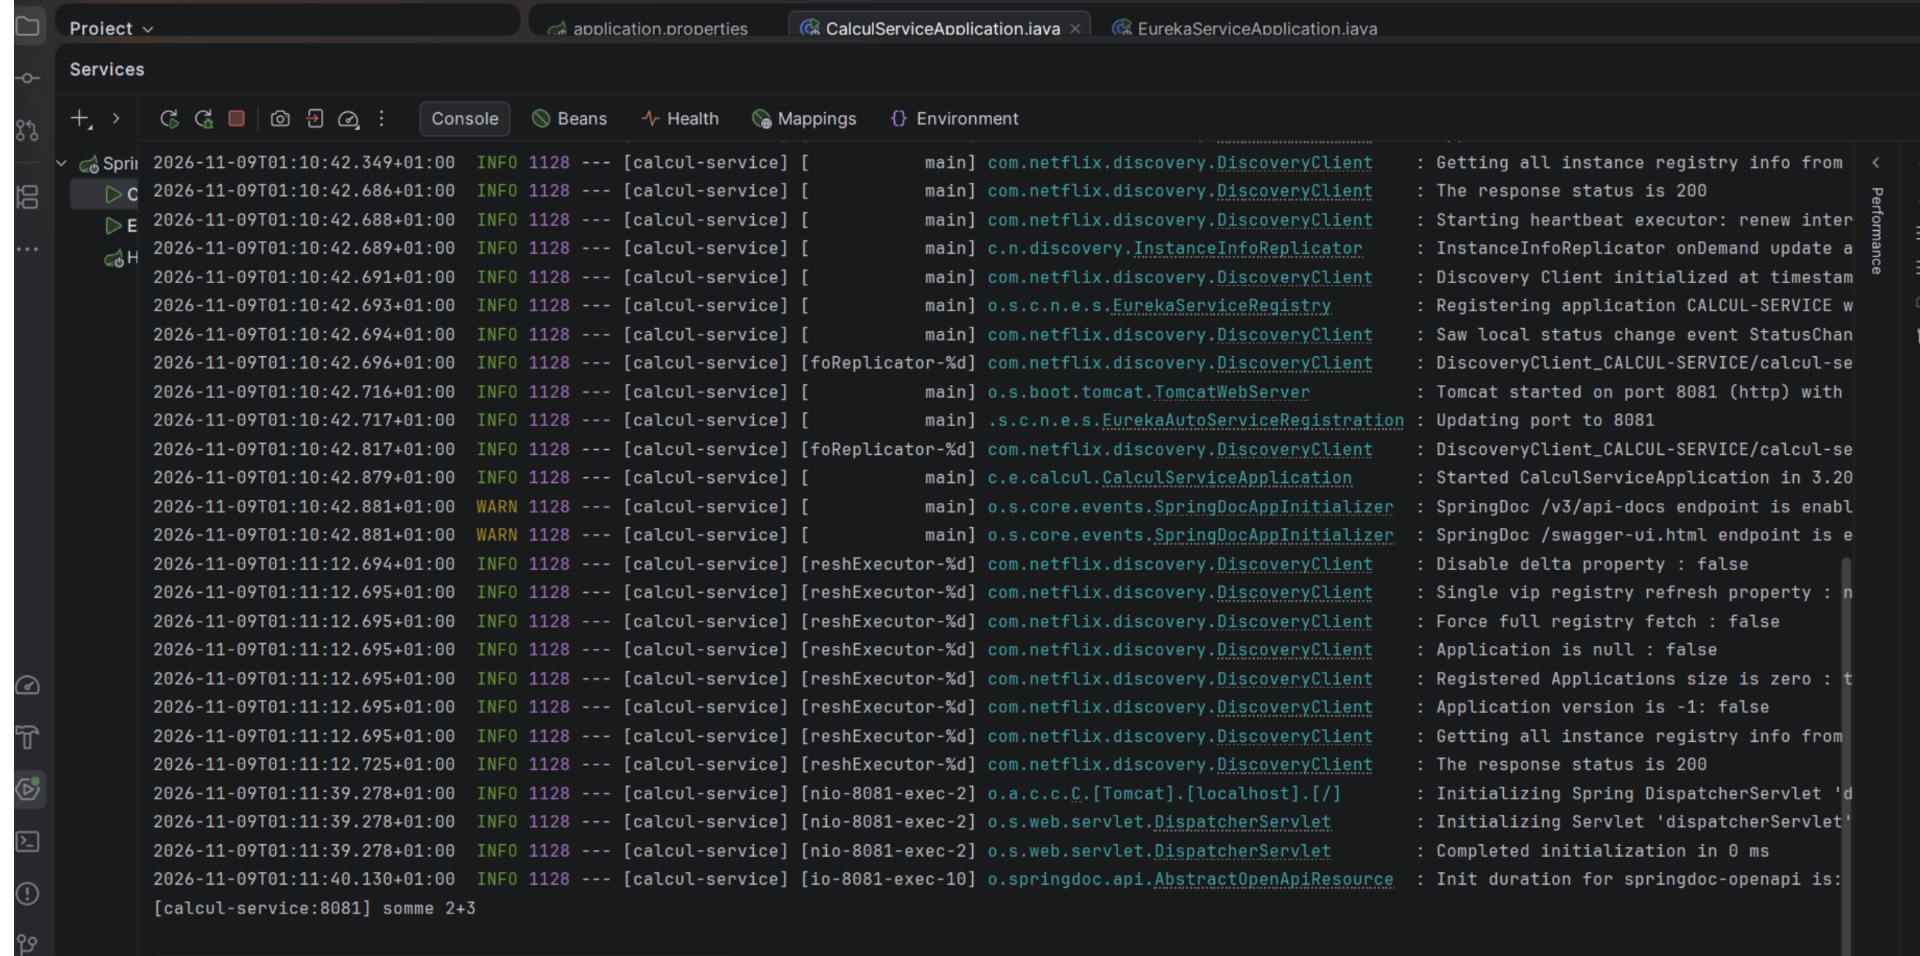 Project
application.properties CalculServiceApplication.java × EurekaServiceApplication.java
Services
Console Beans Health Mappings {} Environment
Performance
2026-11-09T01:10:42.349+01:00 INFO 1128 --- [calcul-service] [ main] com.netflix.discovery.DiscoveryClient : Getting all instance registry info from
2026-11-09T01:10:42.686+01:00 INFO 1128 --- [calcul-service] [ main] com.netflix.discovery.DiscoveryClient : The response status is 200
2026-11-09T01:10:42.688+01:00 INFO 1128 --- [calcul-service] [ main] com.netflix.discovery.DiscoveryClient : Starting heartbeat executor: renew inter
2026-11-09T01:10:42.689+01:00 INFO 1128 --- [calcul-service] [ main] c.n.discovery.InstanceInfoReplicator : InstanceInfoReplicator onDemand update a
2026-11-09T01:10:42.691+01:00 INFO 1128 --- [calcul-service] [ main] com.netflix.discovery.DiscoveryClient : Discovery Client initialized at timestam
2026-11-09T01:10:42.693+01:00 INFO 1128 --- [calcul-service] [ main] o.s.c.n.e.s.EurekaServiceRegistry : Registering application CALCUL-SERVICE w
2026-11-09T01:10:42.694+01:00 INFO 1128 --- [calcul-service] [ main] com.netflix.discovery.DiscoveryClient : Saw local status change event StatusChan
2026-11-09T01:10:42.696+01:00 INFO 1128 --- [calcul-service] [foReplicator-%d] com.netflix.discovery.DiscoveryClient : DiscoveryClient_CALCUL-SERVICE/calcul-se
2026-11-09T01:10:42.716+01:00 INFO 1128 --- [calcul-service] [ main] o.s.boot.tomcat.TomcatWebServer : Tomcat started on port 8081 (http) with
2026-11-09T01:10:42.717+01:00 INFO 1128 --- [calcul-service] [ main] .s.c.n.e.s.EurekaAutoServiceRegistration : Updating port to 8081
2026-11-09T01:10:42.817+01:00 INFO 1128 --- [calcul-service] [foReplicator-%d] com.netflix.discovery.DiscoveryClient : DiscoveryClient_CALCUL-SERVICE/calcul-se
2026-11-09T01:10:42.879+01:00 INFO 1128 --- [calcul-service] [ main] c.e.calcul.CalculServiceApplication : Started CalculServiceApplication in 3.20
2026-11-09T01:10:42.881+01:00 WARN 1128 --- [calcul-service] [ main] o.s.core.events.SpringDocAppInitializer : SpringDoc /v3/api-docs endpoint is enabl
2026-11-09T01:10:42.881+01:00 WARN 1128 --- [calcul-service] [ main] o.s.core.events.SpringDocAppInitializer : SpringDoc /swagger-ui.html endpoint is e
2026-11-09T01:11:12.694+01:00 INFO 1128 --- [calcul-service] [reshExecutor-%d] com.netflix.discovery.DiscoveryClient : Disable delta property : false
2026-11-09T01:11:12.695+01:00 INFO 1128 --- [calcul-service] [reshExecutor-%d] com.netflix.discovery.DiscoveryClient : Single vip registry refresh property : n
2026-11-09T01:11:12.695+01:00 INFO 1128 --- [calcul-service] [reshExecutor-%d] com.netflix.discovery.DiscoveryClient : Force full registry fetch : false
2026-11-09T01:11:12.695+01:00 INFO 1128 --- [calcul-service] [reshExecutor-%d] com.netflix.discovery.DiscoveryClient : Application is null : false
2026-11-09T01:11:12.695+01:00 INFO 1128 --- [calcul-service] [reshExecutor-%d] com.netflix.discovery.DiscoveryClient : Registered Applications size is zero : t
2026-11-09T01:11:12.695+01:00 INFO 1128 --- [calcul-service] [reshExecutor-%d] com.netflix.discovery.DiscoveryClient : Application version is -1: false
2026-11-09T01:11:12.695+01:00 INFO 1128 --- [calcul-service] [reshExecutor-%d] com.netflix.discovery.DiscoveryClient : Getting all instance registry info from
2026-11-09T01:11:12.725+01:00 INFO 1128 --- [calcul-service] [reshExecutor-%d] com.netflix.discovery.DiscoveryClient : The response status is 200
2026-11-09T01:11:39.278+01:00 INFO 1128 --- [calcul-service] [nio-8081-exec-2] o.a.c.c.C.[Tomcat].[localhost].[/] : Initializing Spring DispatcherServlet 'd
2026-11-09T01:11:39.278+01:00 INFO 1128 --- [calcul-service] [nio-8081-exec-2] o.s.web.servlet.DispatcherServlet : Initializing Servlet 'dispatcherServlet'
2026-11-09T01:11:39.278+01:00 INFO 1128 --- [calcul-service] [nio-8081-exec-2] o.s.web.servlet.DispatcherServlet : Completed initialization in 0 ms
2026-11-09T01:11:40.130+01:00 INFO 1128 --- [calcul-service] [io-8081-exec-10] o.springdoc.api.AbstractOpenApiResource : Init duration for springdoc-openapi is:
[calcul-service:8081] somme 2+3
Sprin
C
E
H